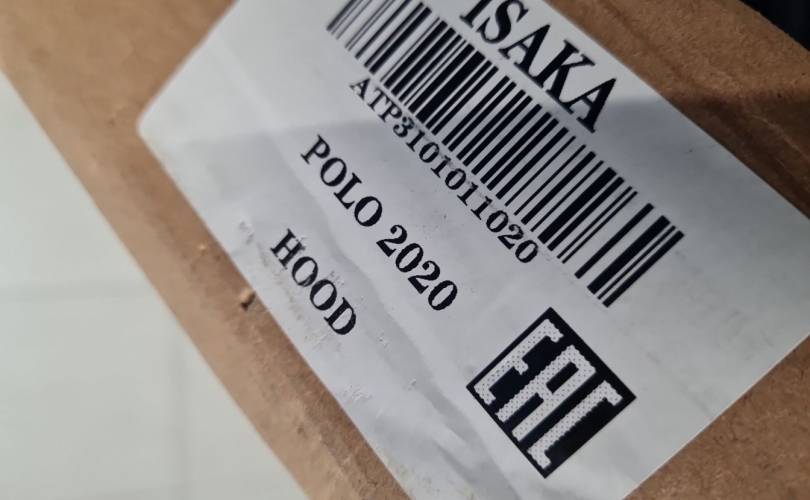 ISAKA
ATP3101011020
POLO 2020
HOOD
EAC